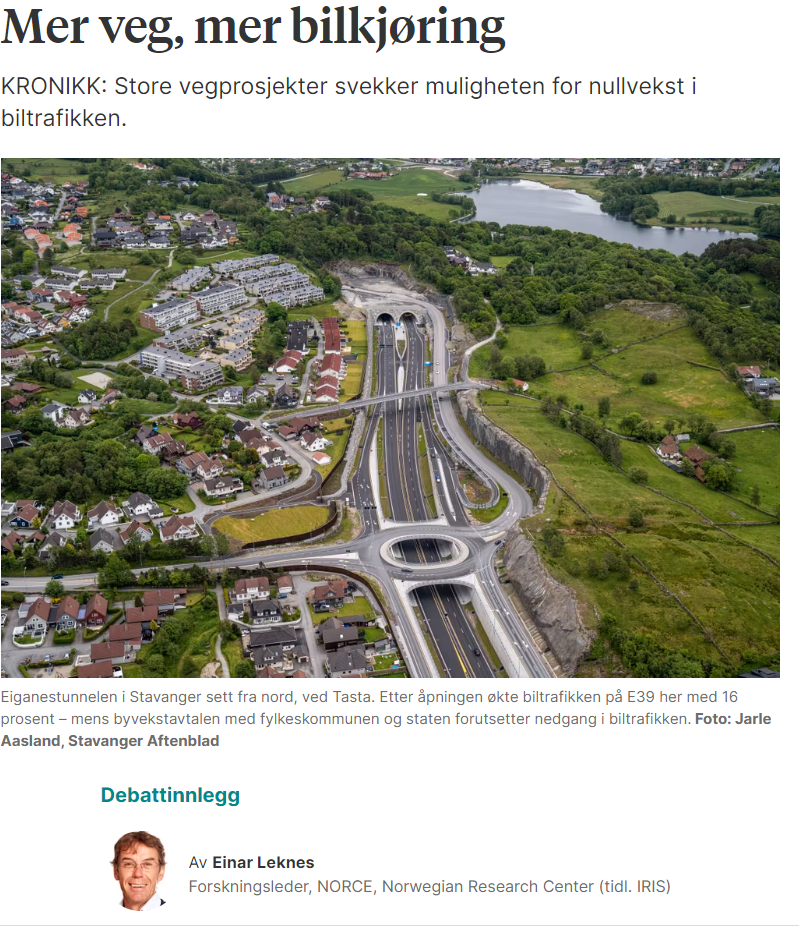 Mer veg, mer bilkjøring
KRONIKK: Store vegprosjekter svekker muligheten for nullvekst i
biltrafikken.
Eiganestunnelen i Stavanger sett fra nord, ved Tasta. Etter åpningen økte biltrafikken på E39 her med 16
prosent – mens byvekstavtalen med fylkeskommunen og staten forutsetter nedgang i biltrafikken. Foto: Jarle
Aasland, Stavanger Aftenblad
Debattinnlegg
Av Einar Leknes
Forskningsleder, NORCE, Norwegian Research Center (tidl. IRIS)